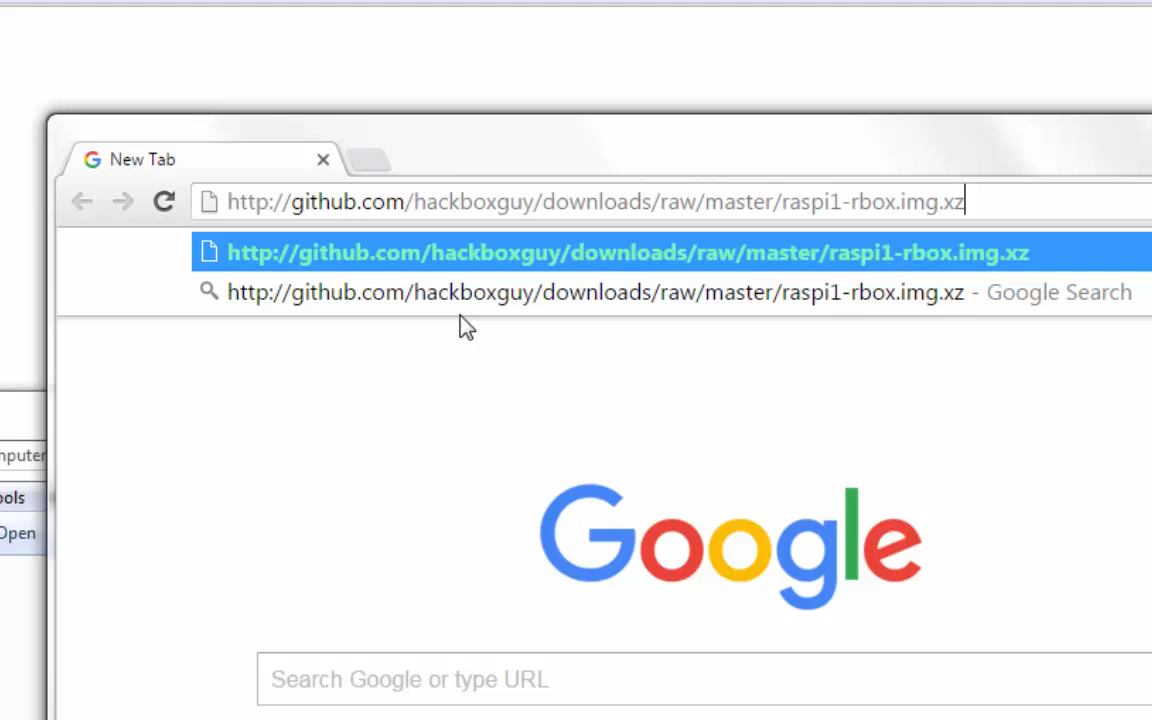 New Tab
http://github.com/hackboxguy/downloads/raw/master/raspi1-rbox.img.xz
http://github.com/hackboxguy/downloads/raw/master/raspi1-rbox.img.xz
http://github.com/hackboxguy/downloads/raw/master/raspi1-rbox.img.xz - Google Search
mputer
ools
Open
Google
Search Google or type URL